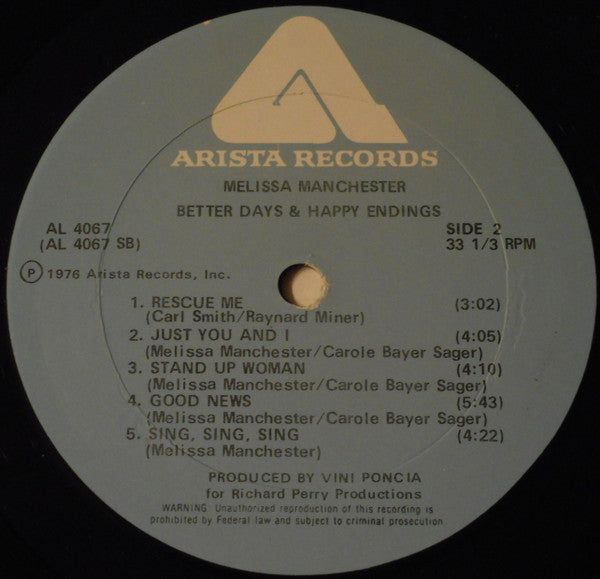 ARISTA RECORDS
MELISSA MANCHESTER
BETTER DAYS & HAPPY ENDINGS
AL 4067
(AL 4067 SB)
SIDE 2
33 1/3 RPM
Ⓟ 1976 Arista Records, Inc.
1. RESCUE ME (3:02)
(Carl Smith/Raynard Miner)
2. JUST YOU AND I (4:05)
(Melissa Manchester/Carole Bayer Sager)
3. STAND UP WOMAN (4:10)
(Melissa Manchester/Carole Bayer Sager)
4. GOOD NEWS (5:43)
(Melissa Manchester/Carole Bayer Sager)
5. SING, SING, SING (4:22)
(Melissa Manchester)
PRODUCED BY VINI PONCIA
for Richard Perry Productions
WARNING: Unauthorized reproduction of this recording is
prohibited by Federal law and subject to criminal prosecution.